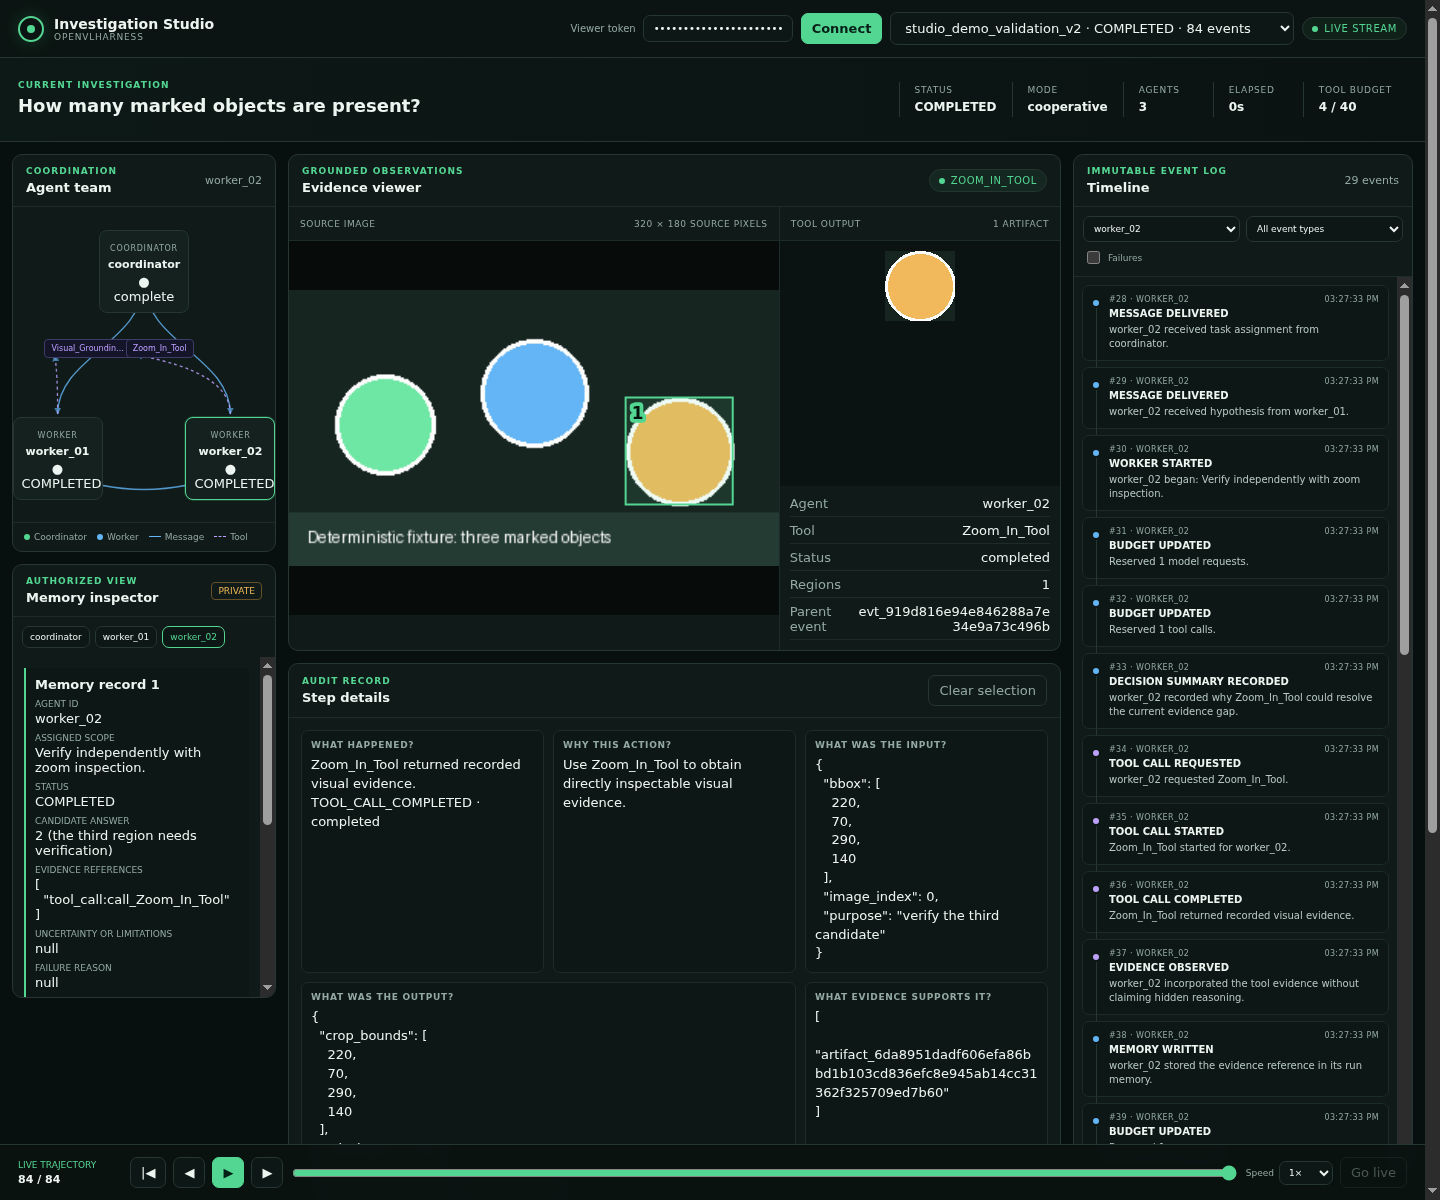 Investigation Studio
OPENVLHARNESS
Viewer token
••••••••••••••••••••••
Connect
studio_demo_validation_v2 · COMPLETED · 84 events
LIVE STREAM
CURRENT INVESTIGATION
How many marked objects are present?
STATUS
COMPLETED
MODE
cooperative
AGENTS
3
ELAPSED
0s
TOOL BUDGET
4 / 40
COORDINATION
Agent team
worker_02
COORDINATOR
coordinator
complete
Visual_Groundin...
Zoom_In_Tool
WORKER
worker_01
COMPLETED
WORKER
worker_02
COMPLETED
Coordinator
Worker
Message
Tool
AUTHORIZED VIEW
Memory inspector
PRIVATE
coordinator
worker_01
worker_02
Memory record 1
AGENT ID
worker_02
ASSIGNED SCOPE
Verify independently with
zoom inspection.
STATUS
COMPLETED
CANDIDATE ANSWER
2 (the third region needs
verification)
EVIDENCE REFERENCES
[
"tool_call:call_Zoom_In_Tool"
]
UNCERTAINTY OR LIMITATIONS
null
FAILURE REASON
null
GROUNDED OBSERVATIONS
Evidence viewer
ZOOM_IN_TOOL
SOURCE IMAGE
320 × 180 SOURCE PIXELS
1
Deterministic fixture: three marked objects
TOOL OUTPUT
1 ARTIFACT
Agent
worker_02
Tool
Zoom_In_Tool
Status
completed
Regions
1
Parent
event
evt_919d816e94e846288a7e
34e9a73c496b
AUDIT RECORD
Step details
Clear selection
WHAT HAPPENED?
Zoom_In_Tool returned recorded
visual evidence.
TOOL_CALL_COMPLETED ·
completed
WHY THIS ACTION?
Use Zoom_In_Tool to obtain
directly inspectable visual
evidence.
WHAT WAS THE INPUT?
{
"bbox": [
220,
70,
290,
140
],
"image_index": 0,
"purpose": "verify the third
candidate"
}
WHAT WAS THE OUTPUT?
{
"crop_bounds": [
220,
70,
290,
140
],
WHAT EVIDENCE SUPPORTS IT?
[
"artifact_6da8951dadf606efa86b
bd1b103cd836efc8e945ab14cc31
362f325709ed7b60"
]
IMMUTABLE EVENT LOG
Timeline
29 events
worker_02
All event types
Failures
#28 · WORKER_02
03:27:33 PM
MESSAGE DELIVERED
worker_02 received task assignment from
coordinator.
#29 · WORKER_02
03:27:33 PM
MESSAGE DELIVERED
worker_02 received hypothesis from worker_01.
#30 · WORKER_02
03:27:33 PM
WORKER STARTED
worker_02 began: Verify independently with zoom
inspection.
#31 · WORKER_02
03:27:33 PM
BUDGET UPDATED
Reserved 1 model requests.
#32 · WORKER_02
03:27:33 PM
BUDGET UPDATED
Reserved 1 tool calls.
#33 · WORKER_02
03:27:33 PM
DECISION SUMMARY RECORDED
worker_02 recorded why Zoom_In_Tool could resolve
the current evidence gap.
#34 · WORKER_02
03:27:33 PM
TOOL CALL REQUESTED
worker_02 requested Zoom_In_Tool.
#35 · WORKER_02
03:27:33 PM
TOOL CALL STARTED
Zoom_In_Tool started for worker_02.
#36 · WORKER_02
03:27:33 PM
TOOL CALL COMPLETED
Zoom_In_Tool returned recorded visual evidence.
#37 · WORKER_02
03:27:33 PM
EVIDENCE OBSERVED
worker_02 incorporated the tool evidence without
claiming hidden reasoning.
#38 · WORKER_02
03:27:33 PM
MEMORY WRITTEN
worker_02 stored the evidence reference in its run
memory.
#39 · WORKER_02
03:27:33 PM
BUDGET UPDATED
LIVE TRAJECTORY
84 / 84
Speed
1×
Go live